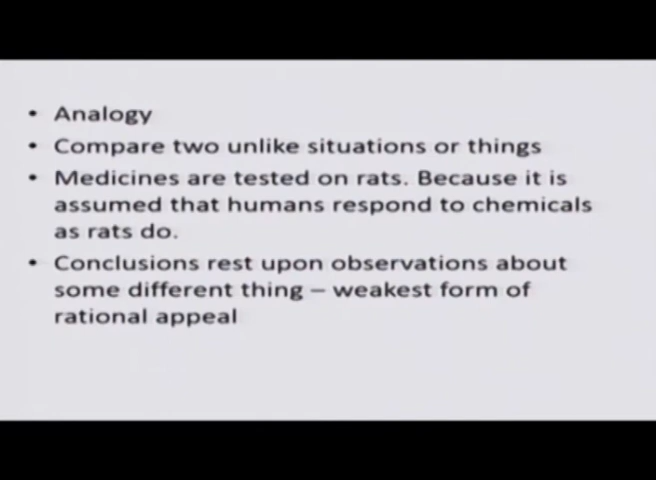 • Analogy
• Compare two unlike situations or things
• Medicines are tested on rats. Because it is
assumed that humans respond to chemicals
as rats do.
• Conclusions rest upon observations about
some different thing – weakest form of
rational appeal